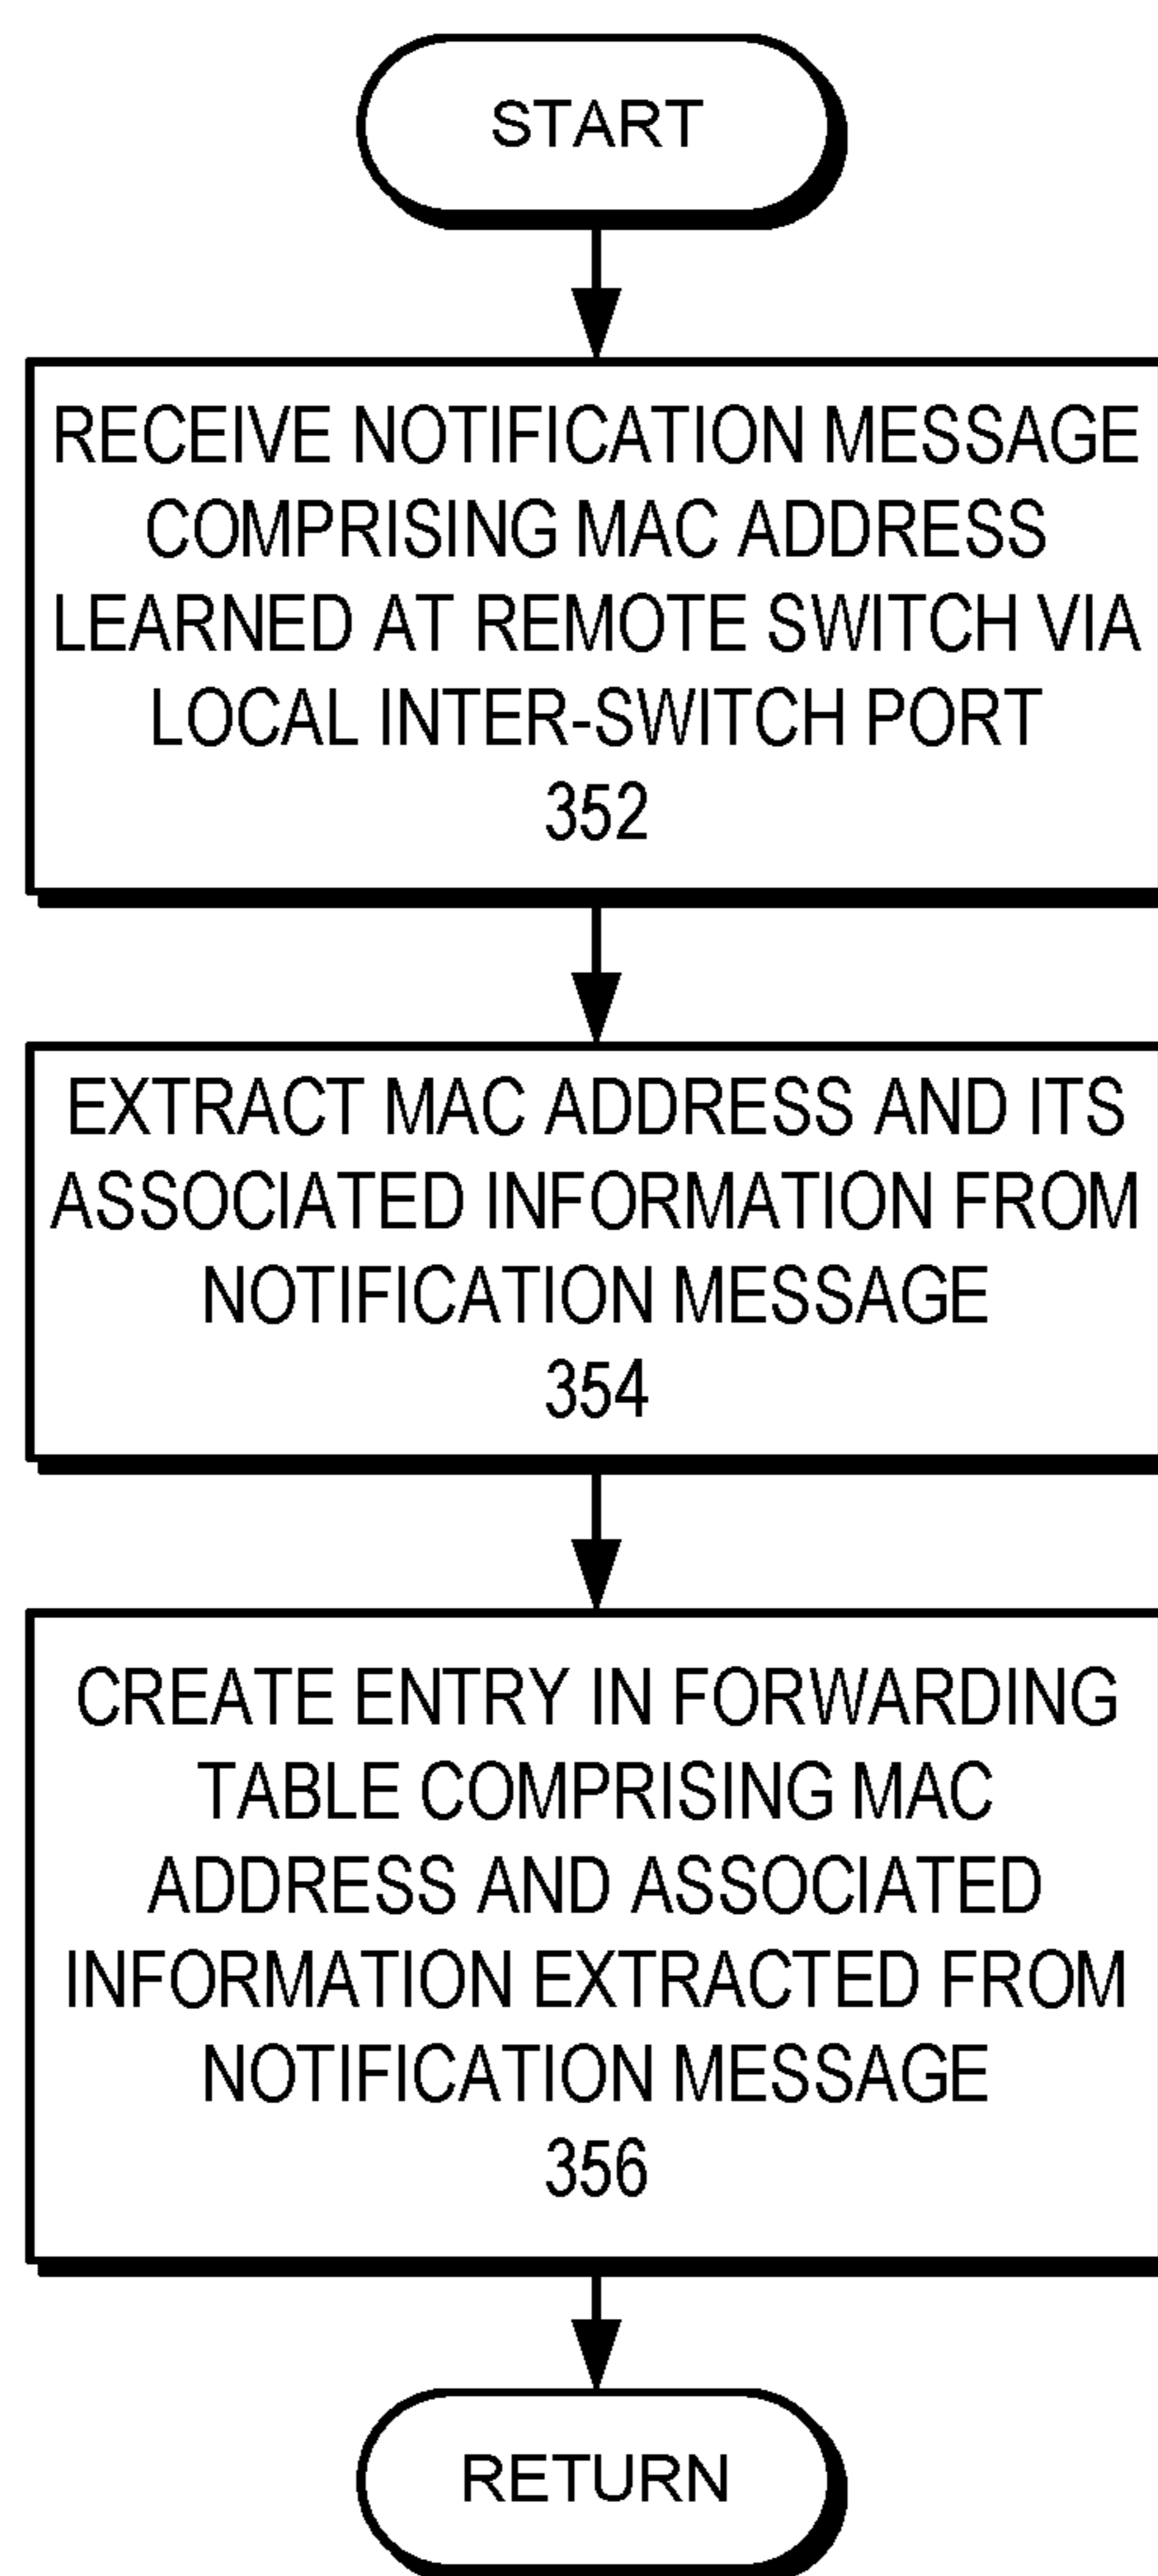 START
RECEIVE NOTIFICATION MESSAGE
COMPRISING MAC ADDRESS
LEARNED AT REMOTE SWITCH VIA
LOCAL INTER-SWITCH PORT
352
EXTRACT MAC ADDRESS AND ITS
ASSOCIATED INFORMATION FROM
NOTIFICATION MESSAGE
354
CREATE ENTRY IN FORWARDING
TABLE COMPRISING MAC
ADDRESS AND ASSOCIATED
INFORMATION EXTRACTED FROM
NOTIFICATION MESSAGE
356
RETURN